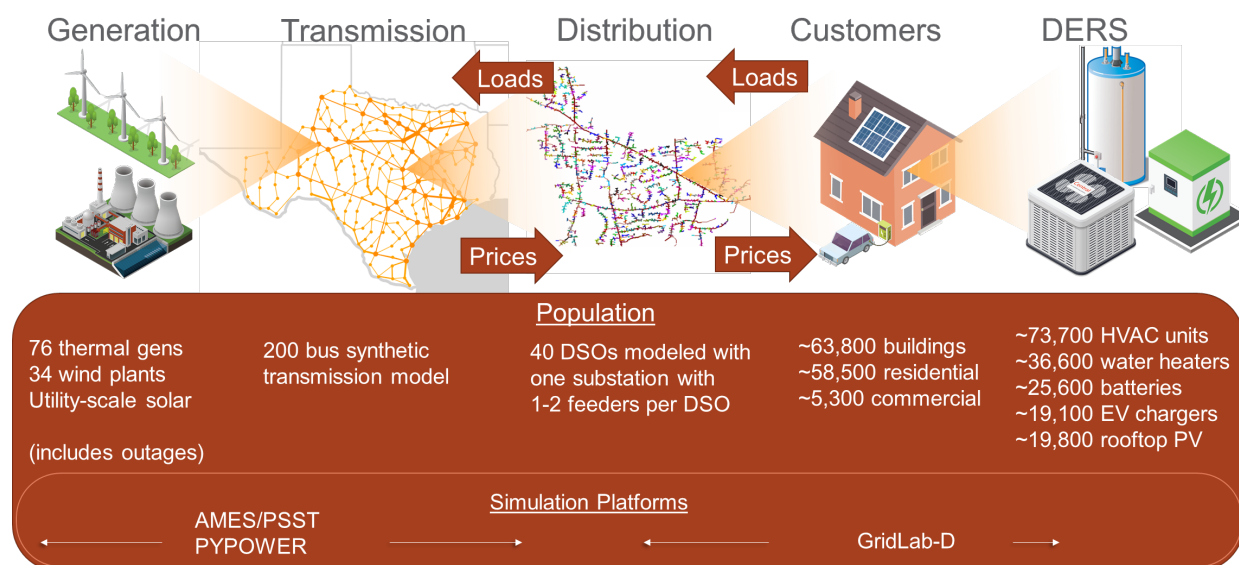 Generation
Transmission
Distribution
Customers
DERS
Loads
Loads
Prices
Prices
Population
76 thermal gens
34 wind plants
Utility-scale solar
(includes outages)
200 bus synthetic
transmission model
40 DSOs modeled with
one substation with
1-2 feeders per DSO
~63,800 buildings
~58,500 residential
~5,300 commercial
~73,700 HVAC units
~36,600 water heaters
~25,600 batteries
~19,100 EV chargers
~19,800 rooftop PV
Simulation Platforms
AMES/PSST
PYPOWER
GridLab-D